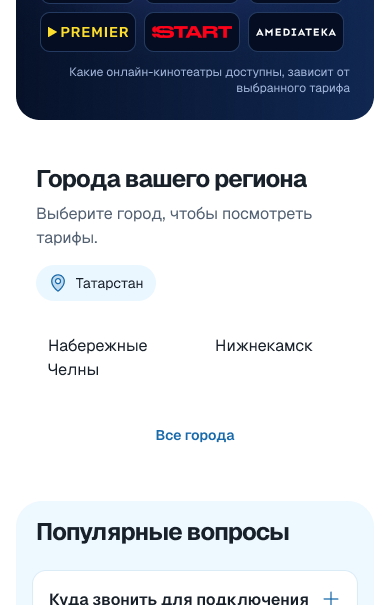 PREMIER
START
AMEDIATEKA
Какие онлайн-кинотеатры доступны, зависит от
выбранного тарифа
Города вашего региона
Выберите город, чтобы посмотреть
тарифы.
Татарстан
Набережные
Челны
Нижнекамск
Все города
Популярные вопросы
Куда звонить для подключения